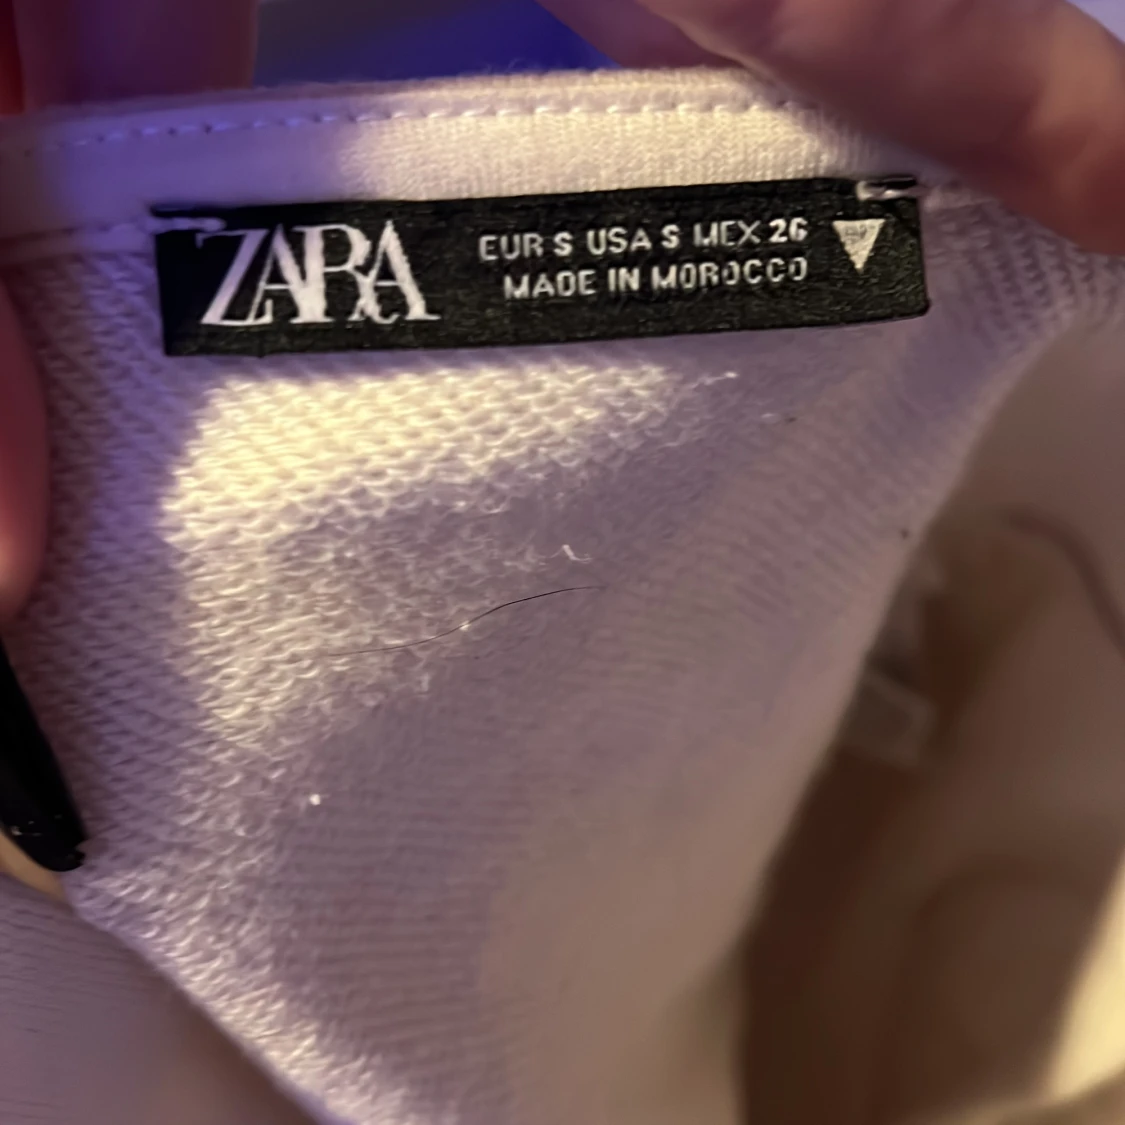 ZARA
EUR S USA S MEX 26
MADE IN MOROCCO